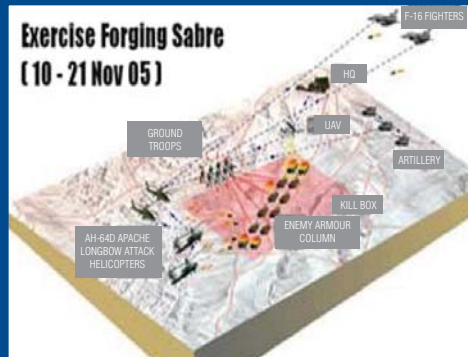 Exercise Forging Sabre
( 10 - 21 Nov 05 )
F-16 FIGHTERS
HQ
UAV
GROUND
TROOPS
ARTILLERY
KILL BOX
ENEMY ARMOUR
COLUMN
AH-64D APACHE
LONGBOW ATTACK
HELICOPTERS